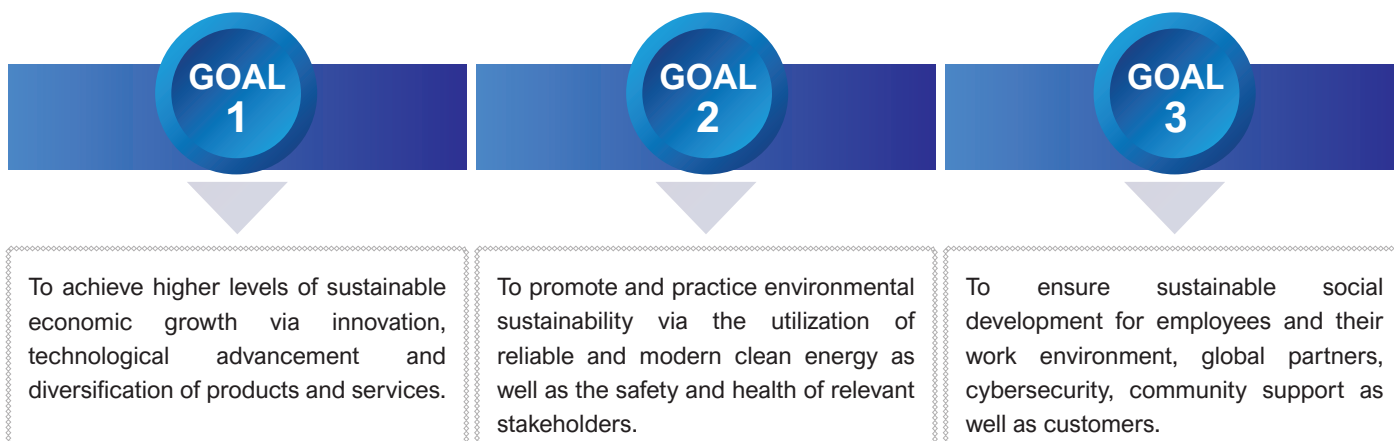 GOAL
1
To achieve higher levels of sustainable
economic growth via innovation,
technological advancement and
diversification of products and services.
GOAL
2
To promote and practice environmental
sustainability via the utilization of
reliable and modern clean energy as
well as the safety and health of relevant
stakeholders.
GOAL
3
To ensure sustainable social
development for employees and their
work environment, global partners,
cybersecurity, community support as
well as customers.